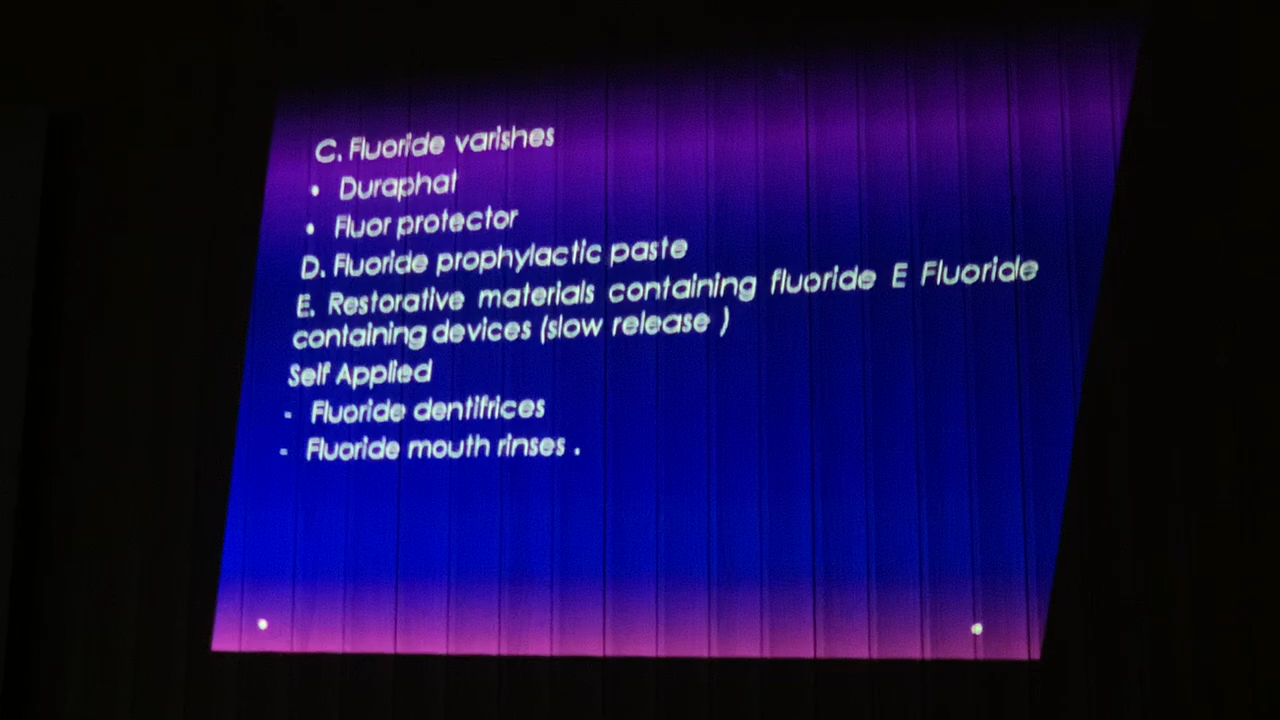 C. Fluoride varishes
• Duraphat
• Fluor protector
D. Fluoride prophylactic paste
E. Restorative materials containing fluoride E Fluoride
containing devices (slow release )
Self Applied
- Fluoride dentifrices
- Fluoride mouth rinses .